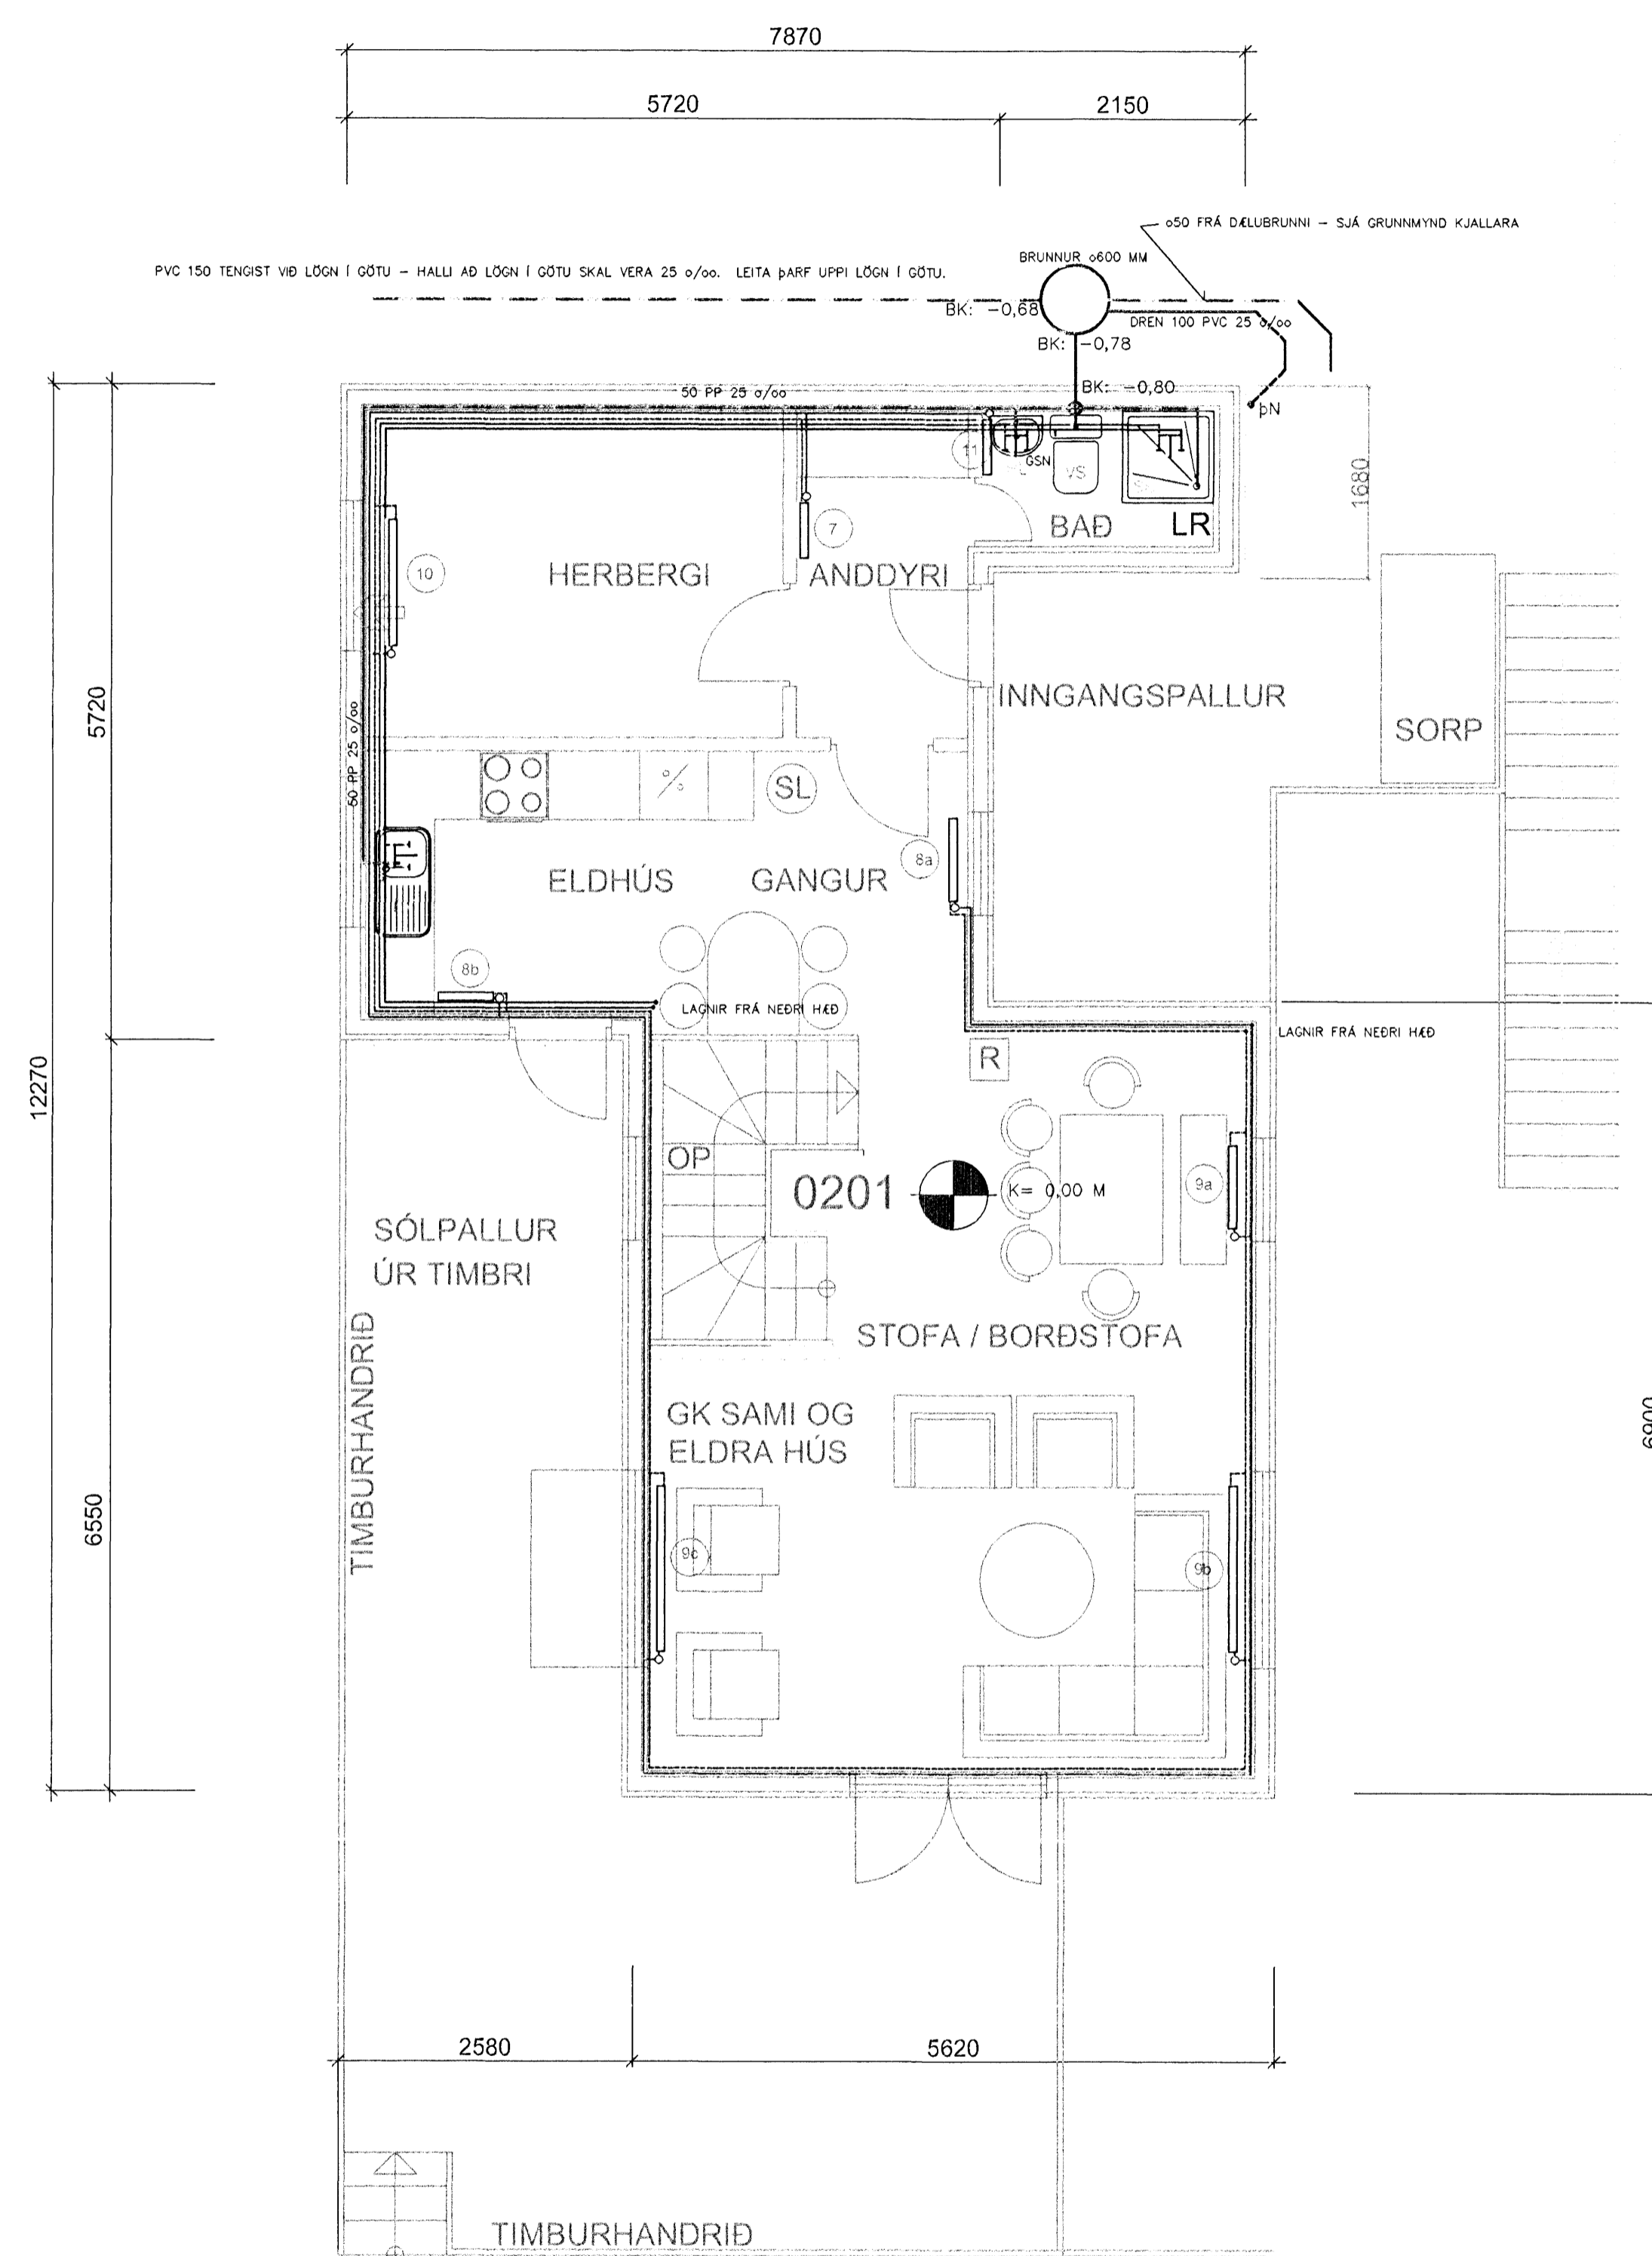 7870
5720
2150
ø50 FRÁ DÆLUBRUNNI – SJÁ GRUNNMYND KJALLARA
BRUNNUR ø600 MM
PVC 150 TENGIST VIÐ LÖGN Í GÖTU – HALLI AÐ LÖGN Í GÖTU SKAL VERA 25 o/oo. LEITA ÞARF UPPI LÖGN Í GÖTU.
BK: -0,68
DREN 100 PVC 25 o/oo
BK: -0,78
50 PP 25 o/oo
BK: -0,80
ÞN
11
GSN
VS
1680
7
BAÐ
LR
10
HERBERGI
ANDDYRI
5720
INNGANGSPALLUR
SORP
SL
8a
ELDHÚS
GANGUR
8b
LAGNIR FRÁ NEÐRI HÆÐ
LAGNIR FRÁ NEÐRI HÆÐ
R
12270
OP
0201
K= 0,00 M
9a
SÓLPALLUR
ÚR TIMBRI
STOFA / BORÐSTOFA
TIMBURHANDRIÐ
GK SAMI OG
ELDRA HÚS
6900
6550
9c
9b
2580
5620
TIMBURHANDRIÐ